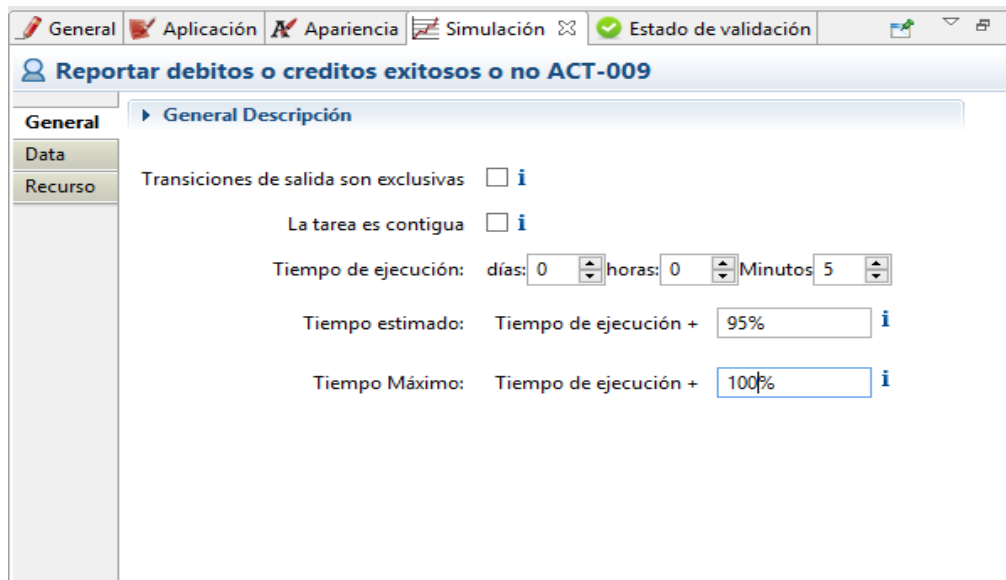 General Aplicación Apariencia Simulación Estado de validación
Reportar debitos o creditos exitosos o no ACT-009
General
General Descripción
Data
Recurso
Transiciones de salida son exclusivas i
La tarea es contigua i
Tiempo de ejecución: días: 0 horas: 0 Minutos 5
Tiempo estimado: Tiempo de ejecución + 95% i
Tiempo Máximo: Tiempo de ejecución + 100% i